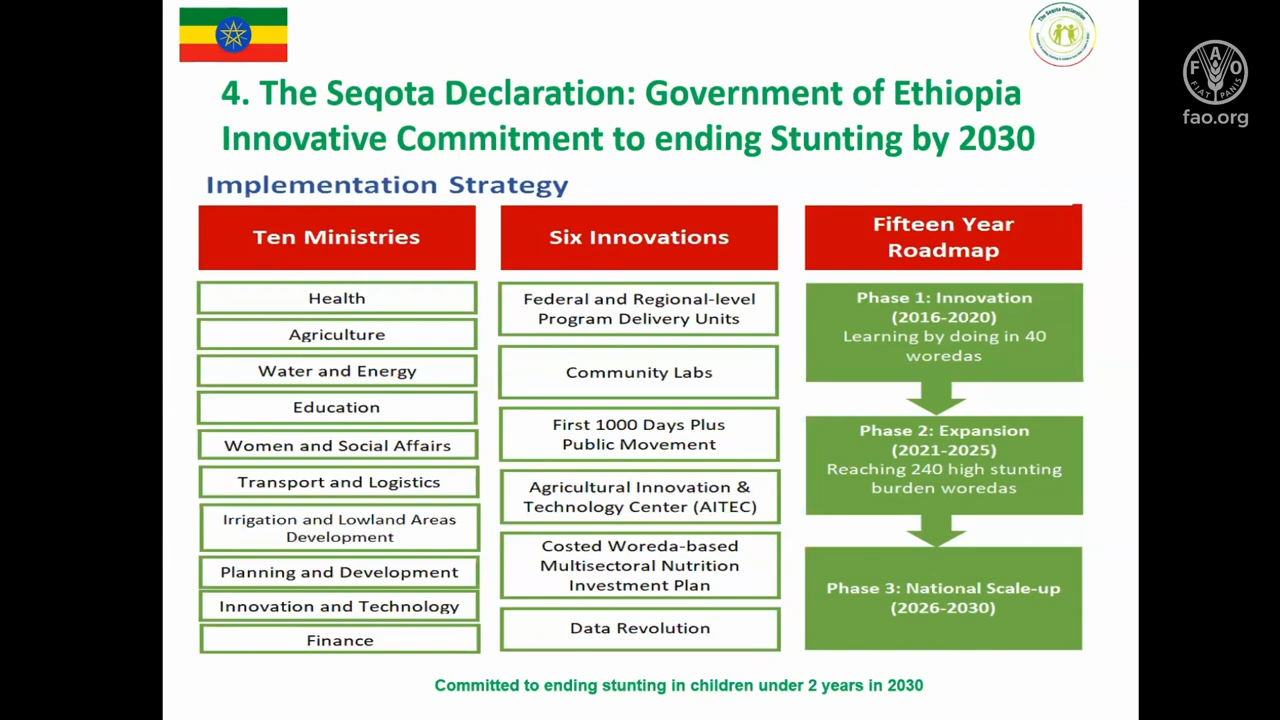 4. The Seqota Declaration: Government of Ethiopia
Innovative Commitment to ending Stunting by 2030
Implementation Strategy
Ten Ministries
Health
Agriculture
Water and Energy
Education
Women and Social Affairs
Transport and Logistics
Irrigation and Lowland Areas
Development
Planning and Development
Innovation and Technology
Finance
Six Innovations
Federal and Regional-level
Program Delivery Units
Community Labs
First 1000 Days Plus
Public Movement
Agricultural Innovation &
Technology Center (AITEC)
Costed Woreda-based
Multisectoral Nutrition
Investment Plan
Data Revolution
Fifteen Year
Roadmap
Phase 1: Innovation
(2016-2020)
Learning by doing in 40
woredas
Phase 2: Expansion
(2021-2025)
Reaching 240 high stunting
burden woredas
Phase 3: National Scale-up
(2026-2030)
Committed to ending stunting in children under 2 years in 2030
The Seqota Declaration
FAO
FIAT PANIS
fao.org